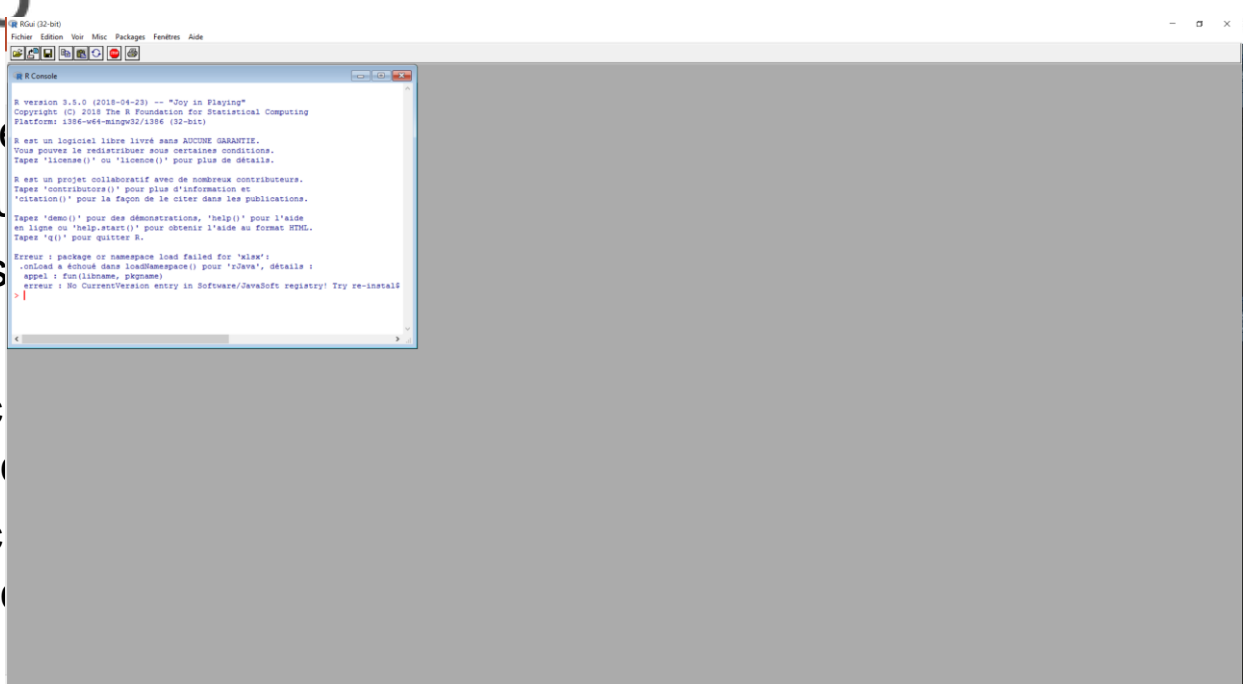 RGui (32-bit)
Fichier Edition Voir Misc Packages Fenêtres Aide
R Console
R version 3.5.0 (2018-04-23) -- "Joy in Playing"
Copyright (C) 2018 The R Foundation for Statistical Computing
Platform: i386-w64-mingw32/i386 (32-bit)
R est un logiciel libre livré sans AUCUNE GARANTIE.
Vous pouvez le redistribuer sous certaines conditions.
Tapez 'license()' ou 'licence()' pour plus de détails.
R est un projet collaboratif avec de nombreux contributeurs.
Tapez 'contributors()' pour plus d'information et
'citation()' pour la façon de le citer dans les publications.
Tapez 'demo()' pour des démonstrations, 'help()' pour l'aide
en ligne ou 'help.start()' pour obtenir l'aide au format HTML.
Tapez 'q()' pour quitter R.
Erreur : package or namespace load failed for 'xlsx':
.onLoad a échoué dans loadNamespace() pour 'rJava', détails :
appel : fun(libname, pkgname)
erreur : No CurrentVersion entry in Software/JavaSoft registry! Try re-instal$
>